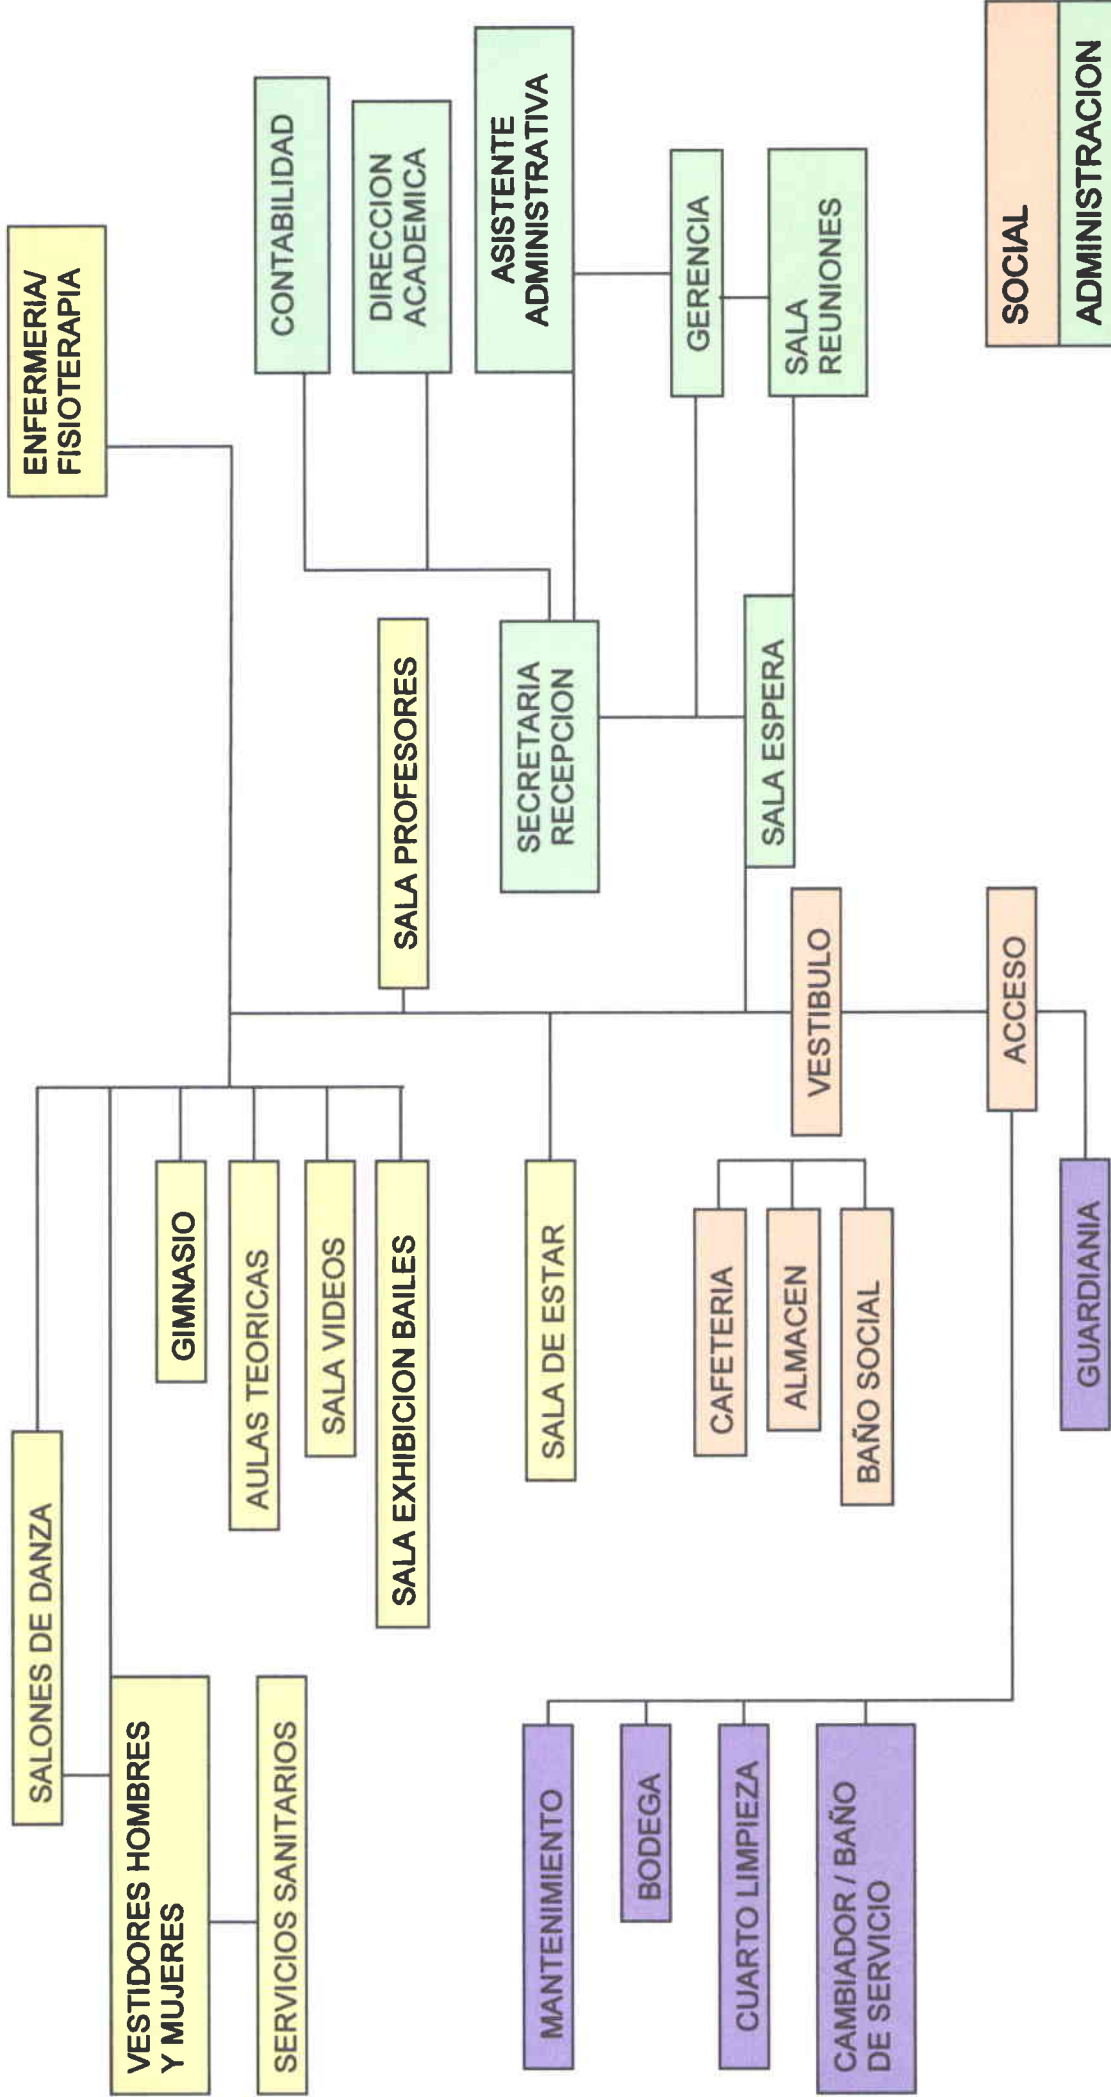 ENFERMERIA/
FISIOTERAPIA
CONTABILIDAD
DIRECCION
ACADEMICA
ASISTENTE
ADMINISTRATIVA
GERENCIA
SALA
REUNIONES
SOCIAL
ADMINISTRACION
SALA PROFESORES
SECRETARIA
RECEPCION
SALA ESPERA
VESTIBULO
ACCESO
SALONES DE DANZA
VESTIDORES HOMBRES
Y MUJERES
SERVICIOS SANITARIOS
GIMNASIO
AULAS TEORICAS
SALA VIDEOS
SALA EXHIBICION BAILES
SALA DE ESTAR
CAFETERIA
ALMACEN
BAÑO SOCIAL
GUARDIANIA
MANTENIMIENTO
BODEGA
CUARTO LIMPIEZA
CAMBIADOR / BAÑO
DE SERVICIO